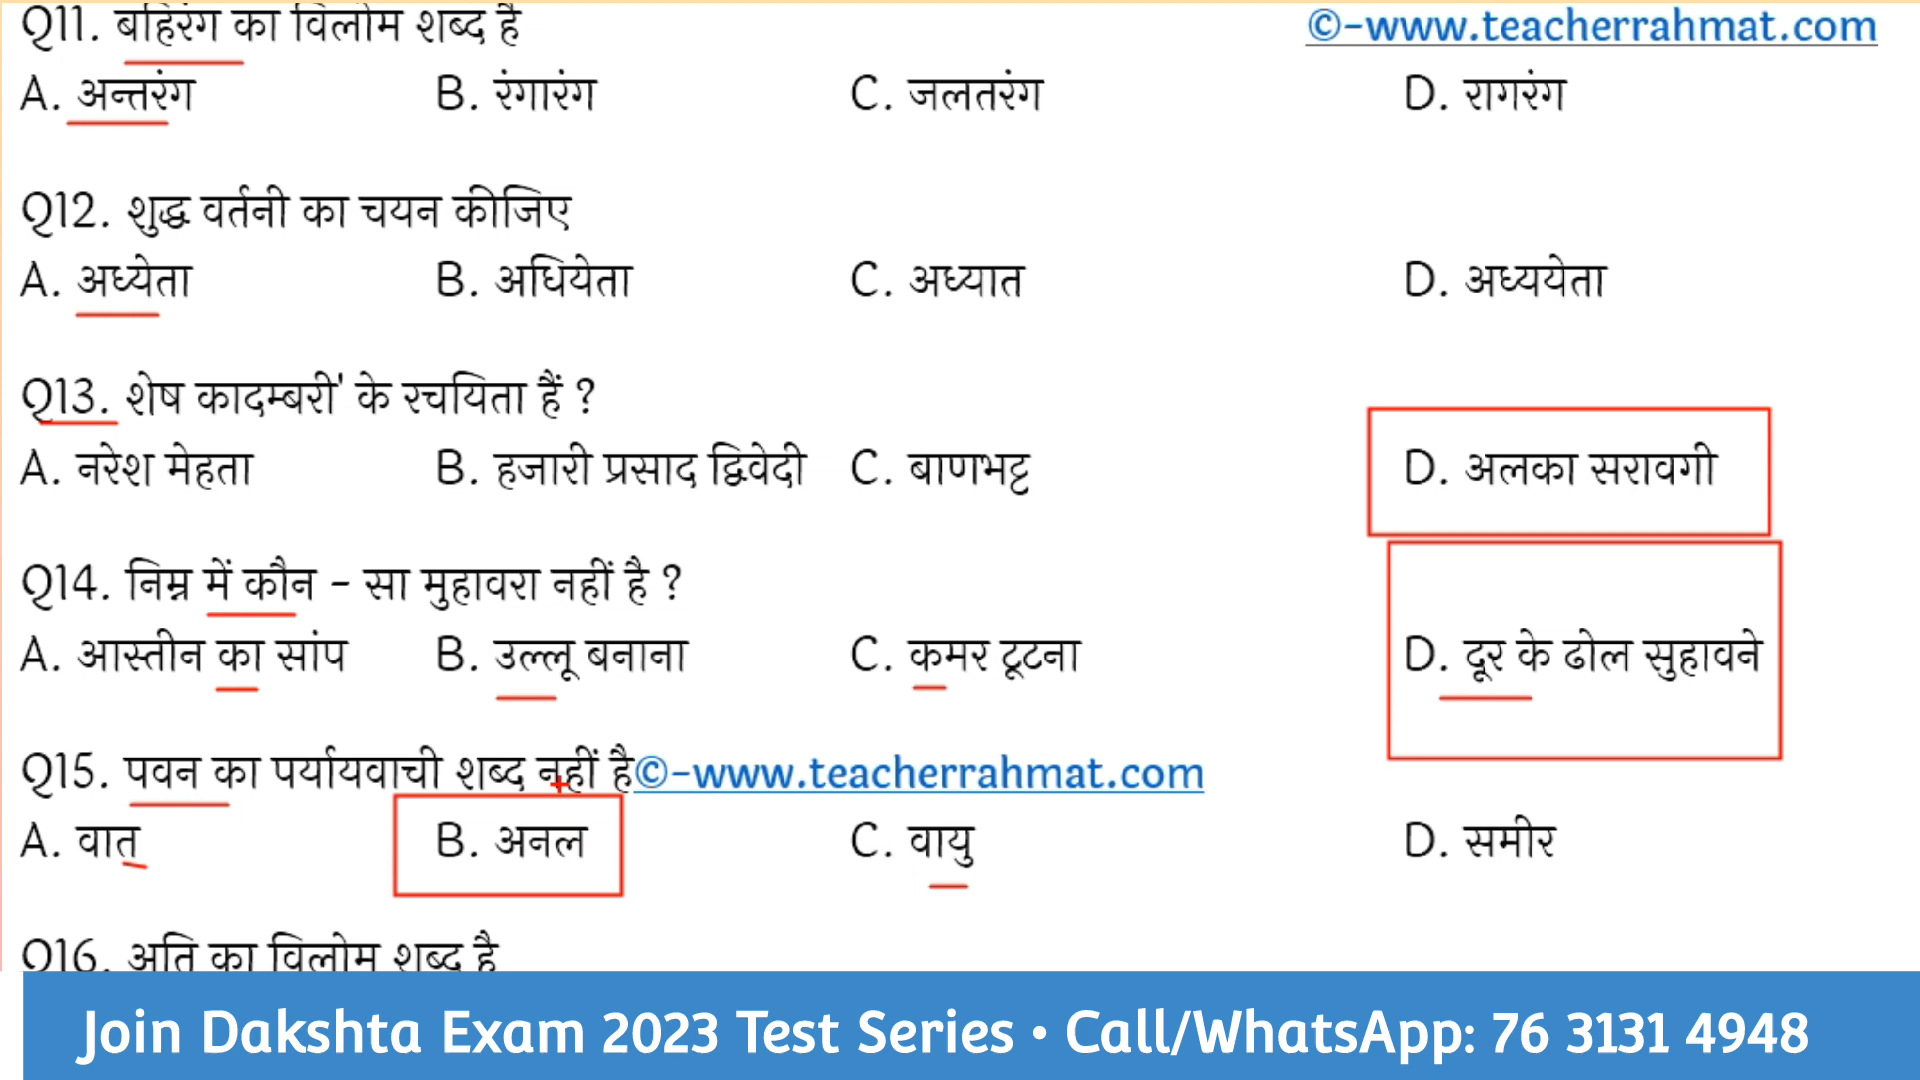 Q11. बहिरंग का विलोम शब्द है ©-www.teacherrahmat.com
A. अन्तरंग B. रंगारंग C. जलतरंग D. रागरंग
Q12. शुद्ध वर्तनी का चयन कीजिए
A. अध्येता B. अधियेता C. अध्यात D. अध्ययेता
Q13. शेष कादम्बरी' के रचयिता हैं ?
A. नरेश मेहता B. हजारी प्रसाद द्विवेदी C. बाणभट्ट D. अलका सरावगी
Q14. निम्न में कौन - सा मुहावरा नहीं है ?
A. आस्तीन का सांप B. उल्लू बनाना C. कमर टूटना D. दूर के ढोल सुहावने
Q15. पवन का पर्यायवाची शब्द नहीं है©-www.teacherrahmat.com
A. वात B. अनल C. वायु D. समीर
Q16. अति का विलोम शब्द है
Join Dakshta Exam 2023 Test Series • Call/WhatsApp: 76 3131 4948